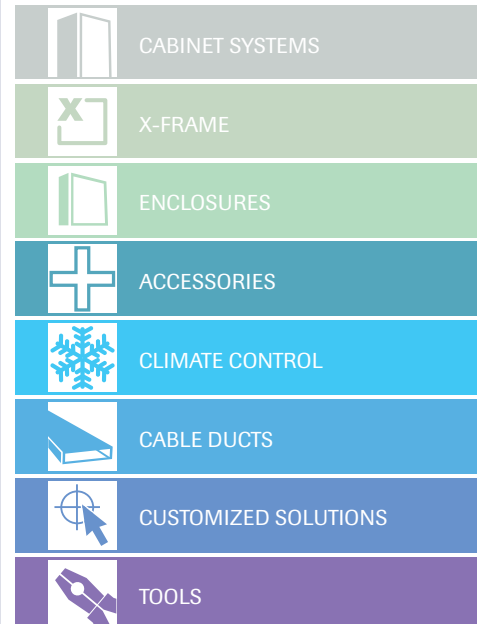 CABINET SYSTEMS
X-FRAME
ENCLOSURES
ACCESSORIES
CLIMATE CONTROL
CABLE DUCTS
CUSTOMIZED SOLUTIONS
TOOLS